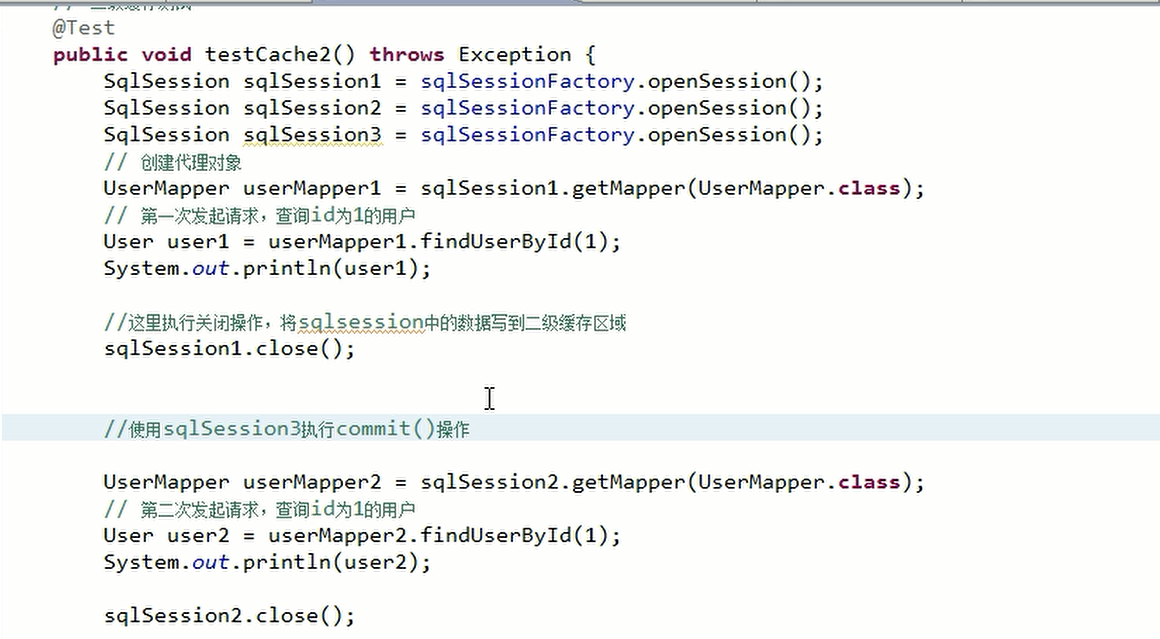 @Test
public void testCache2() throws Exception {
SqlSession sqlSession1 = sqlSessionFactory.openSession();
SqlSession sqlSession2 = sqlSessionFactory.openSession();
SqlSession sqlSession3 = sqlSessionFactory.openSession();
// 创建代理对象
UserMapper userMapper1 = sqlSession1.getMapper(UserMapper.class);
// 第一次发起请求，查询id为1的用户
User user1 = userMapper1.findUserById(1);
System.out.println(user1);
//这里执行关闭操作，将sqlsession中的数据写到二级缓存区域
sqlSession1.close();
//使用sqlSession3执行commit()操作
UserMapper userMapper2 = sqlSession2.getMapper(UserMapper.class);
// 第二次发起请求，查询id为1的用户
User user2 = userMapper2.findUserById(1);
System.out.println(user2);
sqlSession2.close();